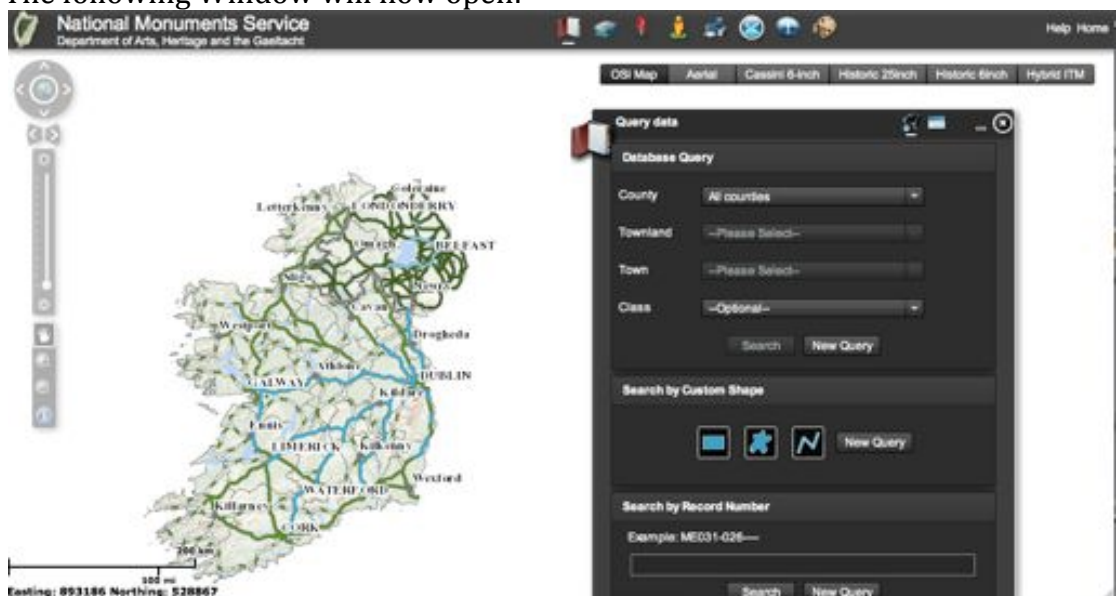 The following window will now open:
National Monuments Service
Department of Arts, Heritage and the Gaeltacht
Help Home
OSi Map Aerial Cassini 6-inch Historic 25inch Historic 6inch Hybrid ITM
Query data
Database Query
County All counties
Townland --Please Select--
Town --Please Select--
Class --Optional--
Search New Query
Search by Custom Shape
New Query
Search by Record Number
Example: ME031-026----
Search New Query
Coleraine
Letterkenny LONDONDERRY
Omagh BELFAST
Sligo Newry
Cavan
Westport Drogheda
Athlone
GALWAY DUBLIN
Kildare
Ennis
LIMERICK Kilkenny
Wexford
WATERFORD
Killarney
CORK
200 km
100 mi
Easting: 893186 Northing: 528867